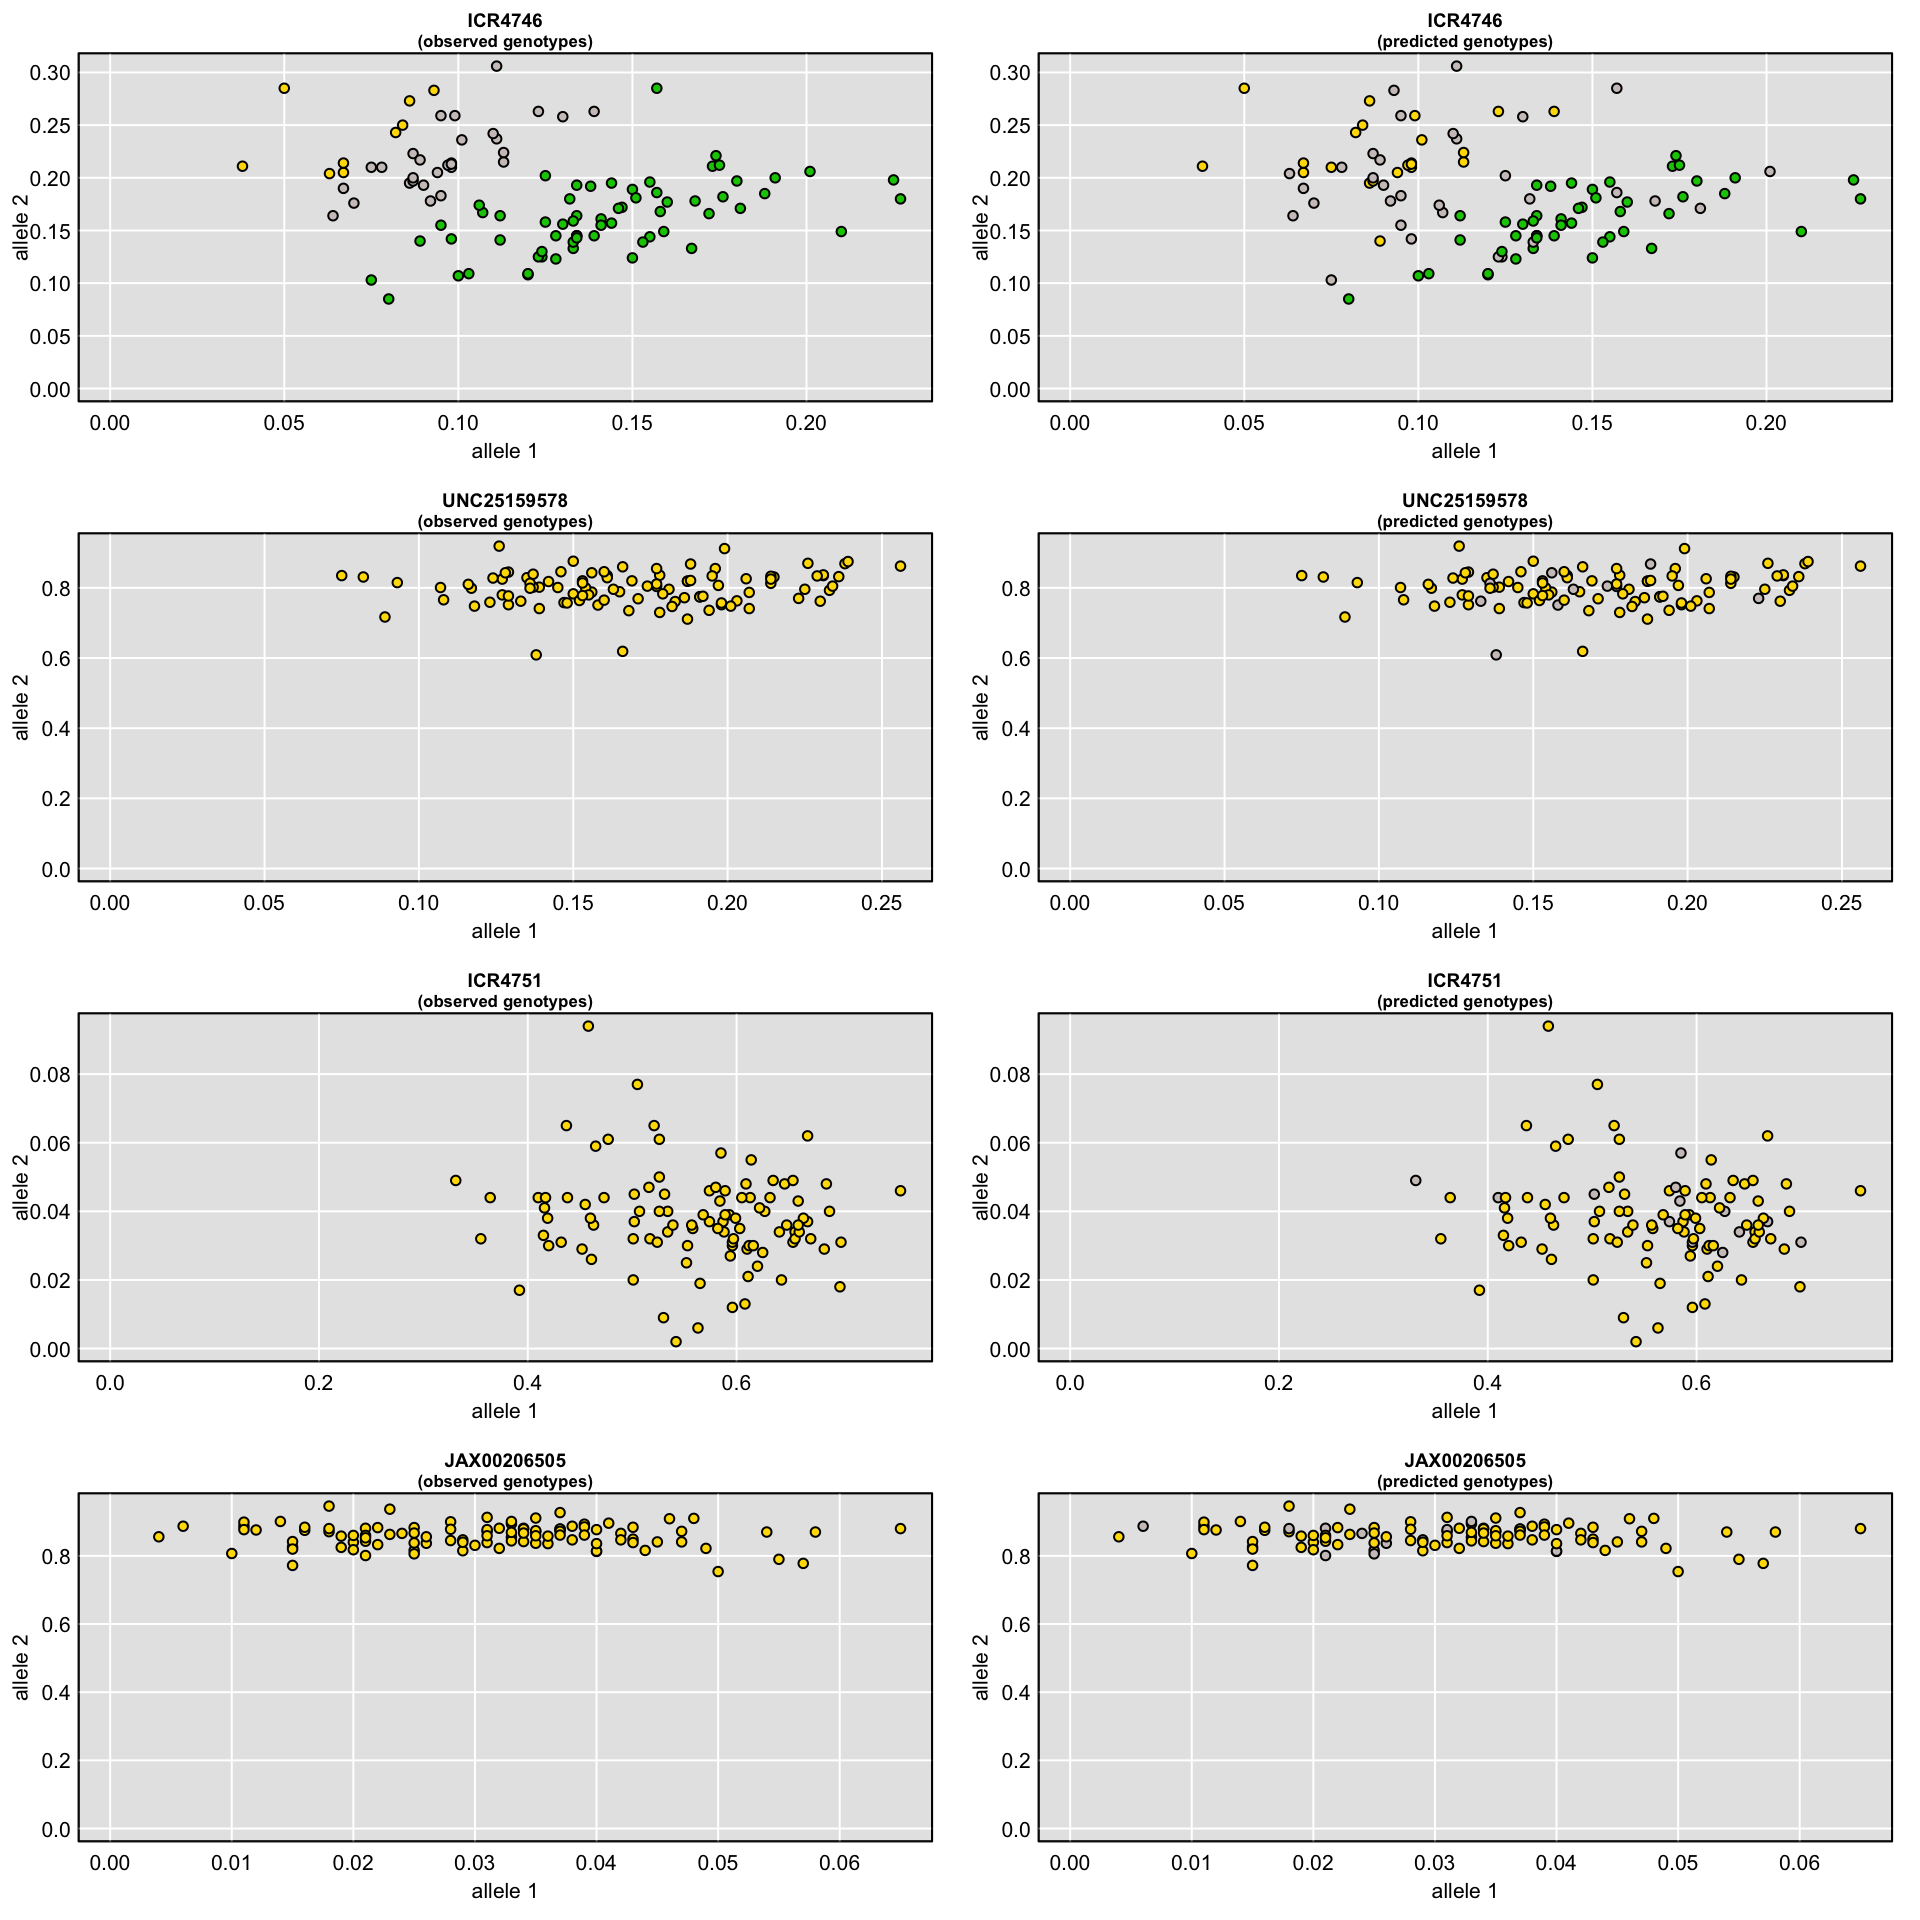 ICR4746
(observed genotypes)
0.30
0.25
0.20
0.15
0.10
0.05
0.00
allele 2
0.00 0.05 0.10 0.15 0.20
allele 1
ICR4746
(predicted genotypes)
0.30
0.25
0.20
0.15
0.10
0.05
0.00
allele 2
0.00 0.05 0.10 0.15 0.20
allele 1
UNC25159578
(observed genotypes)
0.8
0.6
0.4
0.2
0.0
allele 2
0.00 0.05 0.10 0.15 0.20 0.25
allele 1
UNC25159578
(predicted genotypes)
0.8
0.6
0.4
0.2
0.0
allele 2
0.00 0.05 0.10 0.15 0.20 0.25
allele 1
ICR4751
(observed genotypes)
0.08
0.06
0.04
0.02
0.00
allele 2
0.0 0.2 0.4 0.6
allele 1
ICR4751
(predicted genotypes)
0.08
0.06
0.04
0.02
0.00
allele 2
0.0 0.2 0.4 0.6
allele 1
JAX00206505
(observed genotypes)
0.8
0.6
0.4
0.2
0.0
allele 2
0.00 0.01 0.02 0.03 0.04 0.05 0.06
allele 1
JAX00206505
(predicted genotypes)
0.8
0.6
0.4
0.2
0.0
allele 2
0.00 0.01 0.02 0.03 0.04 0.05 0.06
allele 1